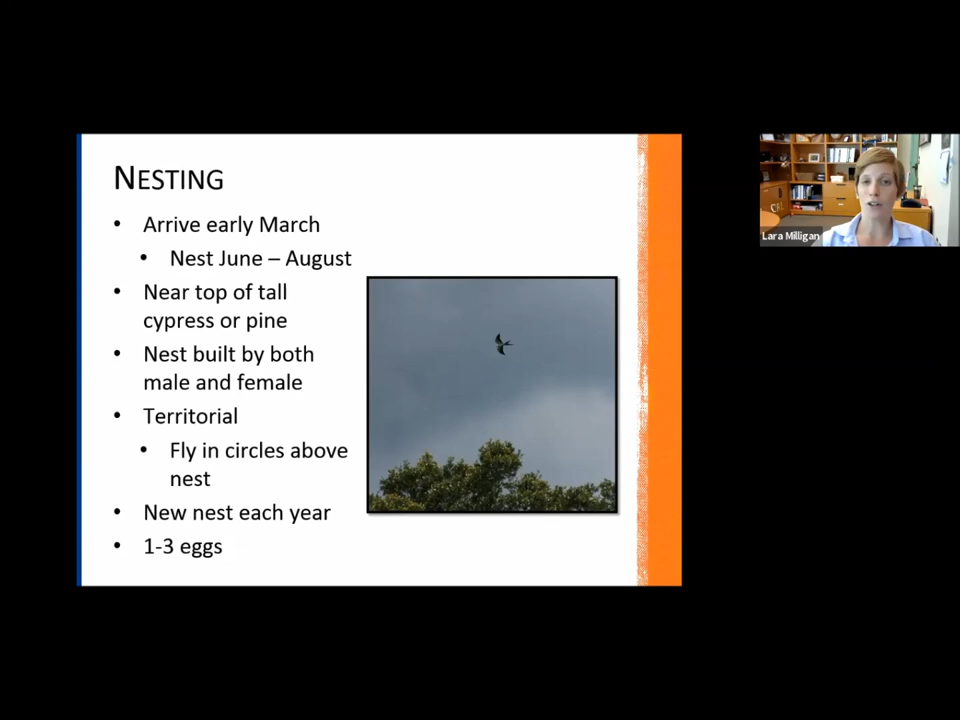 NESTING
• Arrive early March
• Nest June – August
• Near top of tall
cypress or pine
• Nest built by both
male and female
• Territorial
• Fly in circles above
nest
• New nest each year
• 1-3 eggs
Lara Milligan